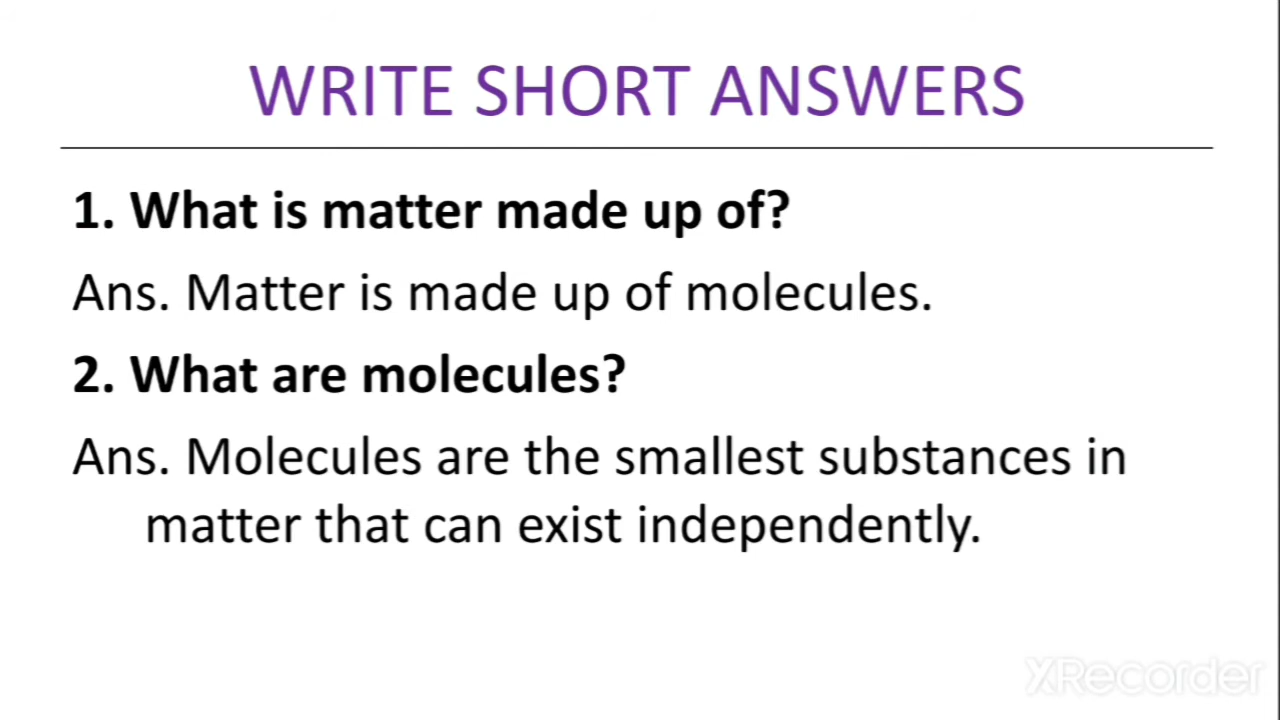 WRITE SHORT ANSWERS
1. What is matter made up of?
Ans. Matter is made up of molecules.
2. What are molecules?
Ans. Molecules are the smallest substances in
matter that can exist independently.
XRecorder